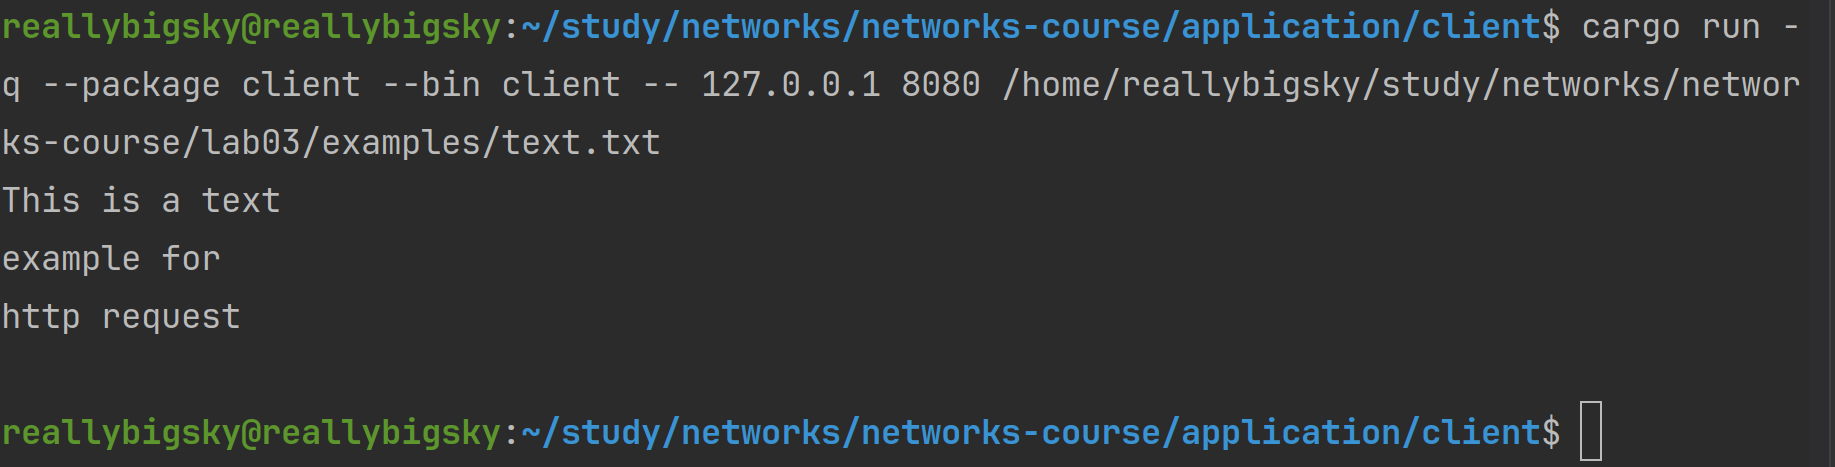 reallybigsky@reallybigsky:~/study/networks/networks-course/application/client$ cargo run -
q --package client --bin client -- 127.0.0.1 8080 /home/reallybigsky/study/networks/networ
ks-course/lab03/examples/text.txt
This is a text
example for
http request
reallybigsky@reallybigsky:~/study/networks/networks-course/application/client$